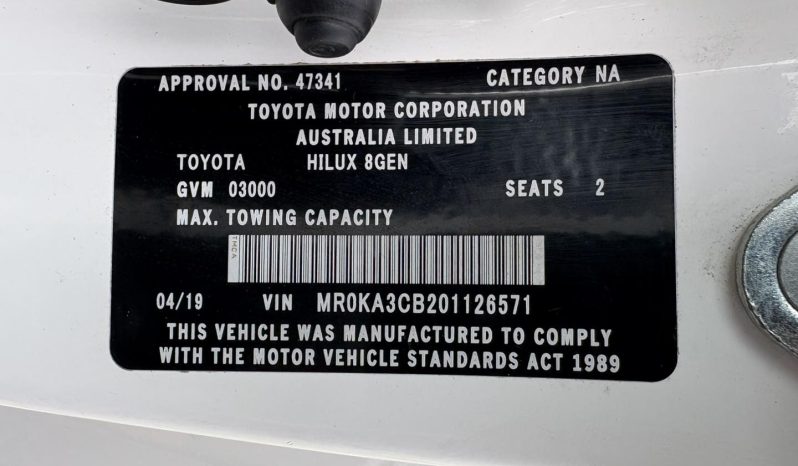 APPROVAL NO. 47341 CATEGORY NA
TOYOTA MOTOR CORPORATION
AUSTRALIA LIMITED
TOYOTA HILUX 8GEN
GVM 03000 SEATS 2
MAX. TOWING CAPACITY
TMCA
04/19 VIN MR0KA3CB201126571
THIS VEHICLE WAS MANUFACTURED TO COMPLY
WITH THE MOTOR VEHICLE STANDARDS ACT 1989